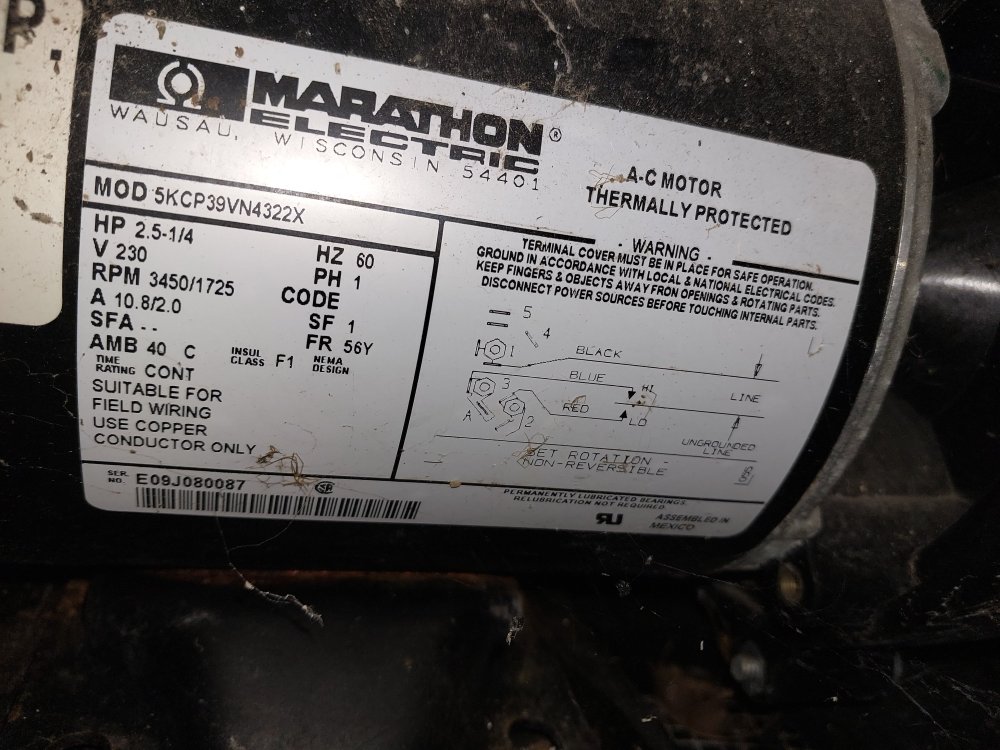 P.
MARATHON®
ELECTRIC
WAUSAU, WISCONSIN 54401
A-C MOTOR
THERMALLY PROTECTED
MOD 5KCP39VN4322X
HP 2.5-1/4
V 230
HZ 60
RPM 3450/1725
PH 1
A 10.8/2.0
CODE
SFA --
SF 1
AMB 40 C
INSUL CLASS F1
FR 56Y
NEMA DESIGN
TIME RATING CONT
SUITABLE FOR
FIELD WIRING
USE COPPER
CONDUCTOR ONLY
- WARNING -
TERMINAL COVER MUST BE IN PLACE FOR SAFE OPERATION.
GROUND IN ACCORDANCE WITH LOCAL & NATIONAL ELECTRICAL CODES.
KEEP FINGERS & OBJECTS AWAY FRON OPENINGS & ROTATING PARTS.
DISCONNECT POWER SOURCES BEFORE TOUCHING INTERNAL PARTS.
5
4
1
BLACK
BLUE
3
HI
LINE
A
2
RED
LO
UNGROUNDED
LINE
SET ROTATION -
NON-REVERSIBLE
SER. NO. E09J080087
PERMANENTLY LUBRICATED BEARINGS
RELUBRICATION NOT REQUIRED
ASSEMBLED IN
MEXICO